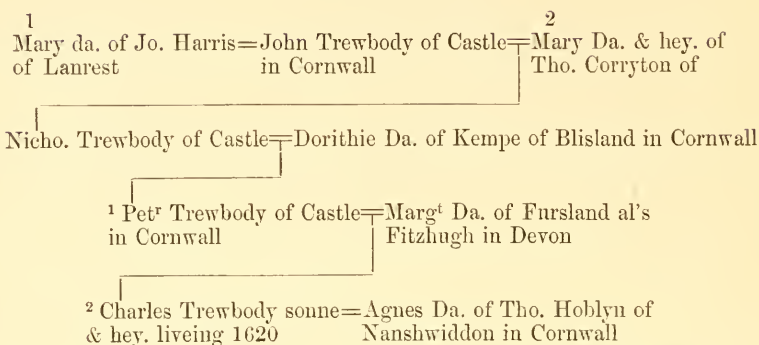 1 2
Mary da. of Jo. Harris=John Trewbody of Castle=Mary Da. & hey. of
of Lanrest in Cornwall Tho. Corryton of
Nicho. Trewbody of Castle=Dorithie Da. of Kempe of Blisland in Cornwall
¹ Petʳ Trewbody of Castle=Margᵗ Da. of Fursland al's
in Cornwall Fitzhugh in Devon
² Charles Trewbody sonne=Agnes Da. of Tho. Hoblyn of
& hey. liveing 1620 Nanshwiddon in Cornwall